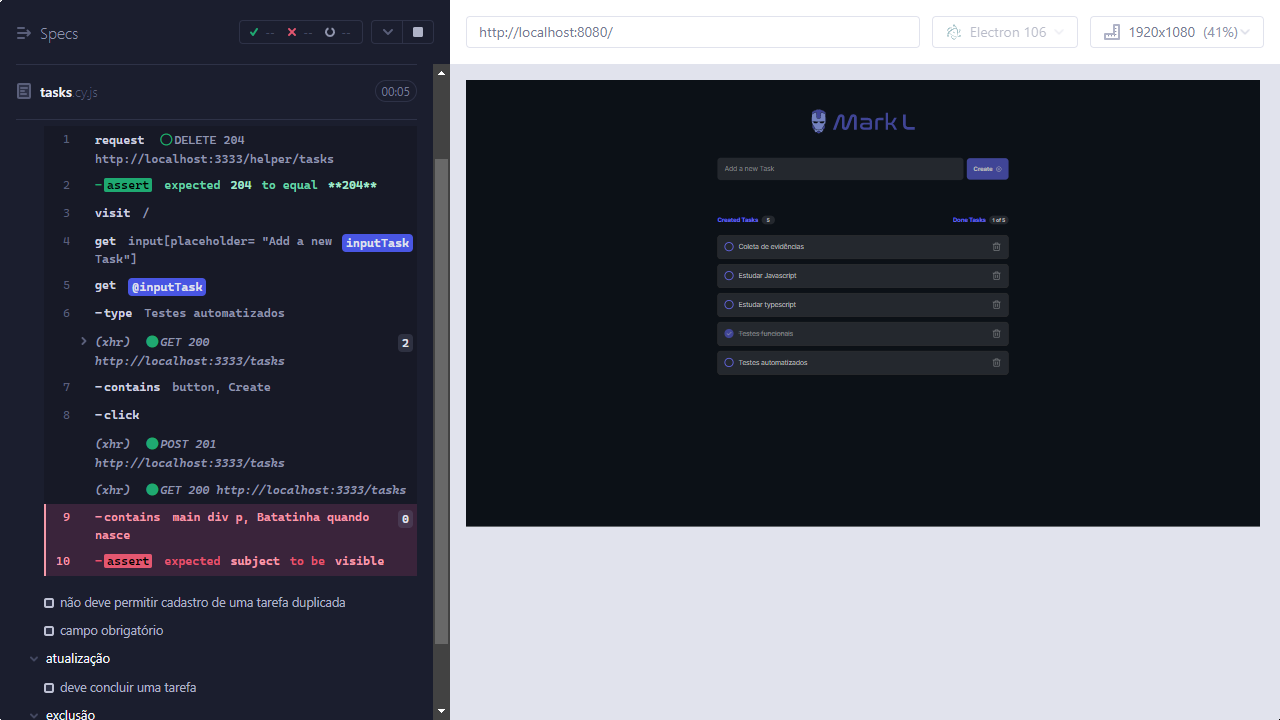 Specs
-- -- --
tasks.cy.js
00:05
1 request DELETE 204
http://localhost:3333/helper/tasks
2 -assert expected 204 to equal **204**
3 visit /
4 get input[placeholder= "Add a new
Task"]
inputTask
5 get @inputTask
6 -type Testes automatizados
(xhr) GET 200
http://localhost:3333/tasks
2
7 -contains button, Create
8 -click
(xhr) POST 201
http://localhost:3333/tasks
(xhr) GET 200 http://localhost:3333/tasks
9 -contains main div p, Batatinha quando
nasce
0
10 -assert expected subject to be visible
não deve permitir cadastro de uma tarefa duplicada
campo obrigatório
atualização
deve concluir uma tarefa
exclusão
http://localhost:8080/
Electron 106
1920x1080 (41%)
Mark L
Add a new Task
Create
Created Tasks 5
Done Tasks 1 of 5
Coleta de evidências
Estudar Javascript
Estudar typescript
Testes funcionais
Testes automatizados